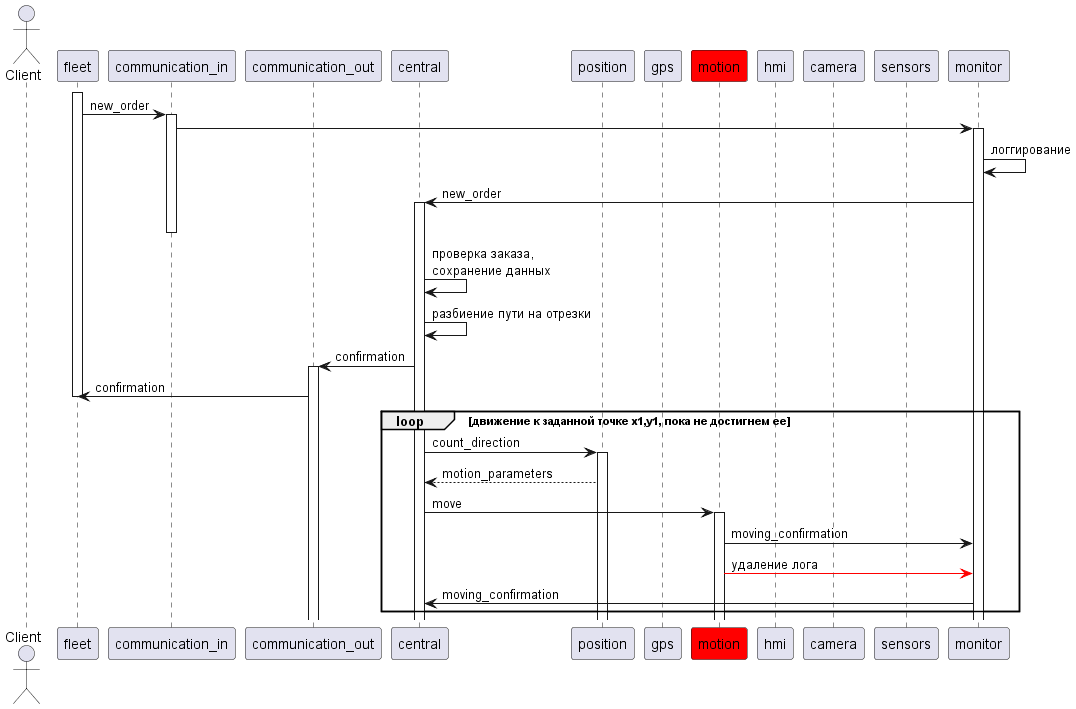 Client
fleet
communication_in
communication_out
central
position
gps
motion
hmi
camera
sensors
monitor
new_order
логгирование
new_order
проверка заказа,
сохранение данных
разбиение пути на отрезки
confirmation
confirmation
loop [движение к заданной точке x1,y1, пока не достигнем ее]
count_direction
motion_parameters
move
moving_confirmation
удаление лога
moving_confirmation
Client
fleet
communication_in
communication_out
central
position
gps
motion
hmi
camera
sensors
monitor